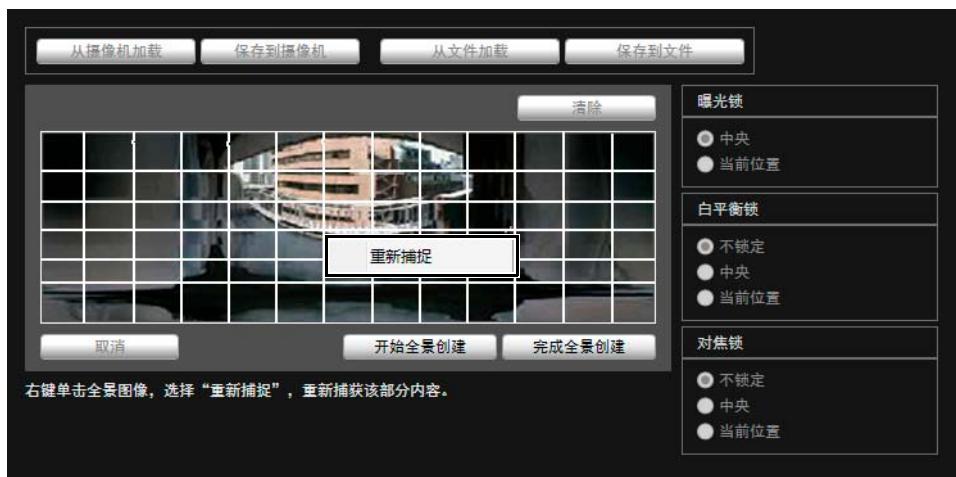 从摄像机加载 保存到摄像机 从文件加载 保存到文件
清除
重新捕捉
取消 开始全景创建 完成全景创建
右键单击全景图像，选择“重新捕捉”，重新捕获该部分内容。
曝光锁
中央
当前位置
白平衡锁
不锁定
中央
当前位置
对焦锁
不锁定
中央
当前位置